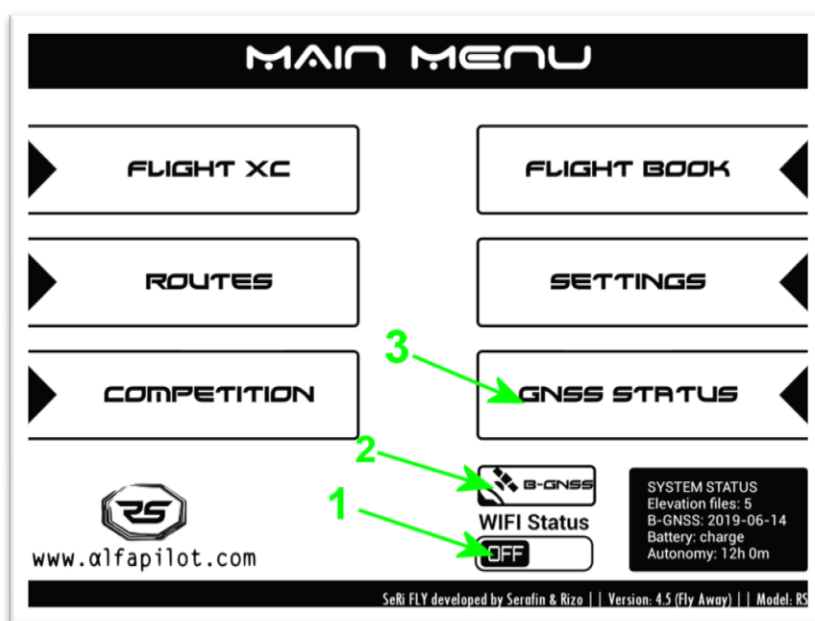 MAIN MENU
FLIGHT XC
FLIGHT BOOK
ROUTES
SETTINGS
3
COMPETITION
GNSS STATUS
2
B-GNSS
1
WIFI Status
OFF
SYSTEM STATUS
Elevation files: 5
B-GNSS: 2019-06-14
Battery: charge
Autonomy: 12h 0m
RS
www.αlfapilot.com
SeRi FLY developed by Serafin & Rizo | | Version: 4.5 (Fly Away) | | Model: RS